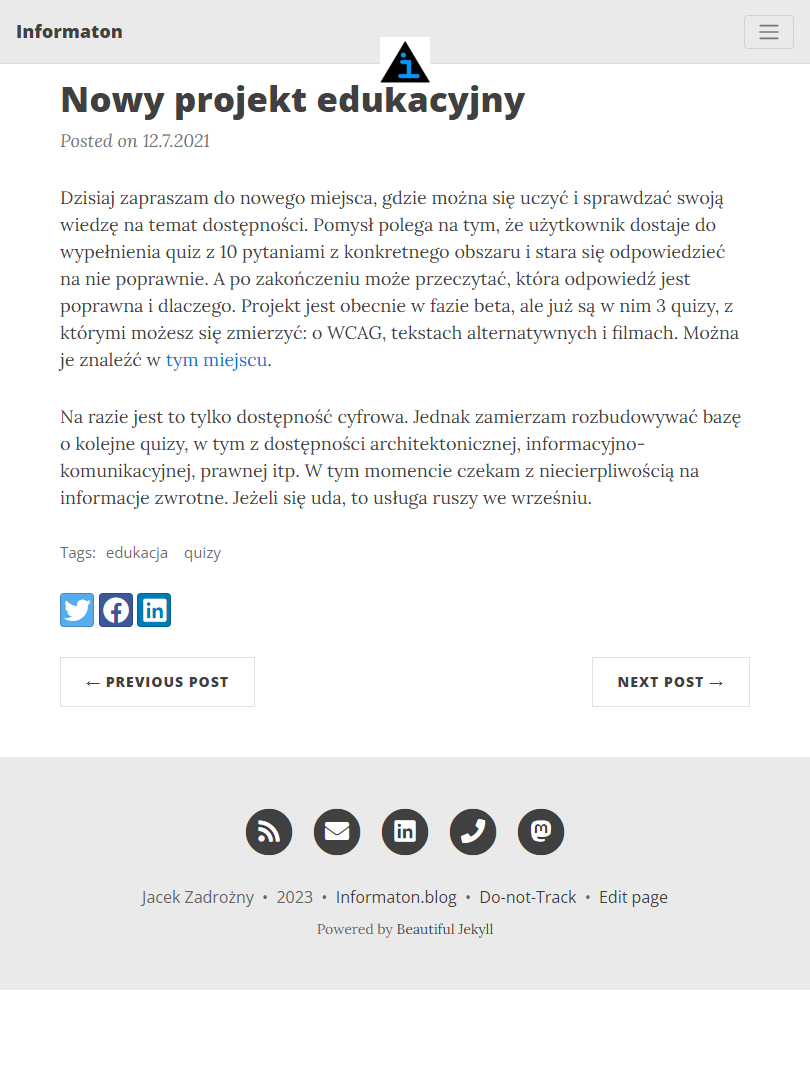 Informaton
i
Nowy projekt edukacyjny
Posted on 12.7.2021
Dzisiaj zapraszam do nowego miejsca, gdzie można się uczyć i sprawdzać swoją
wiedzę na temat dostępności. Pomysł polega na tym, że użytkownik dostaje do
wypełnienia quiz z 10 pytaniami z konkretnego obszaru i stara się odpowiedzieć
na nie poprawnie. A po zakończeniu może przeczytać, która odpowiedź jest
poprawna i dlaczego. Projekt jest obecnie w fazie beta, ale już są w nim 3 quizy, z
którymi możesz się zmierzyć: o WCAG, tekstach alternatywnych i filmach. Można
je znaleźć w tym miejscu.
Na razie jest to tylko dostępność cyfrowa. Jednak zamierzam rozbudowywać bazę
o kolejne quizy, w tym z dostępności architektonicznej, informacyjno-
komunikacyjnej, prawnej itp. W tym momencie czekam z niecierpliwością na
informacje zwrotne. Jeżeli się uda, to usługa ruszy we wrześniu.
Tags: edukacja quizy
← PREVIOUS POST NEXT POST →
Jacek Zadrożny • 2023 • Informaton.blog • Do-not-Track • Edit page
Powered by Beautiful Jekyll